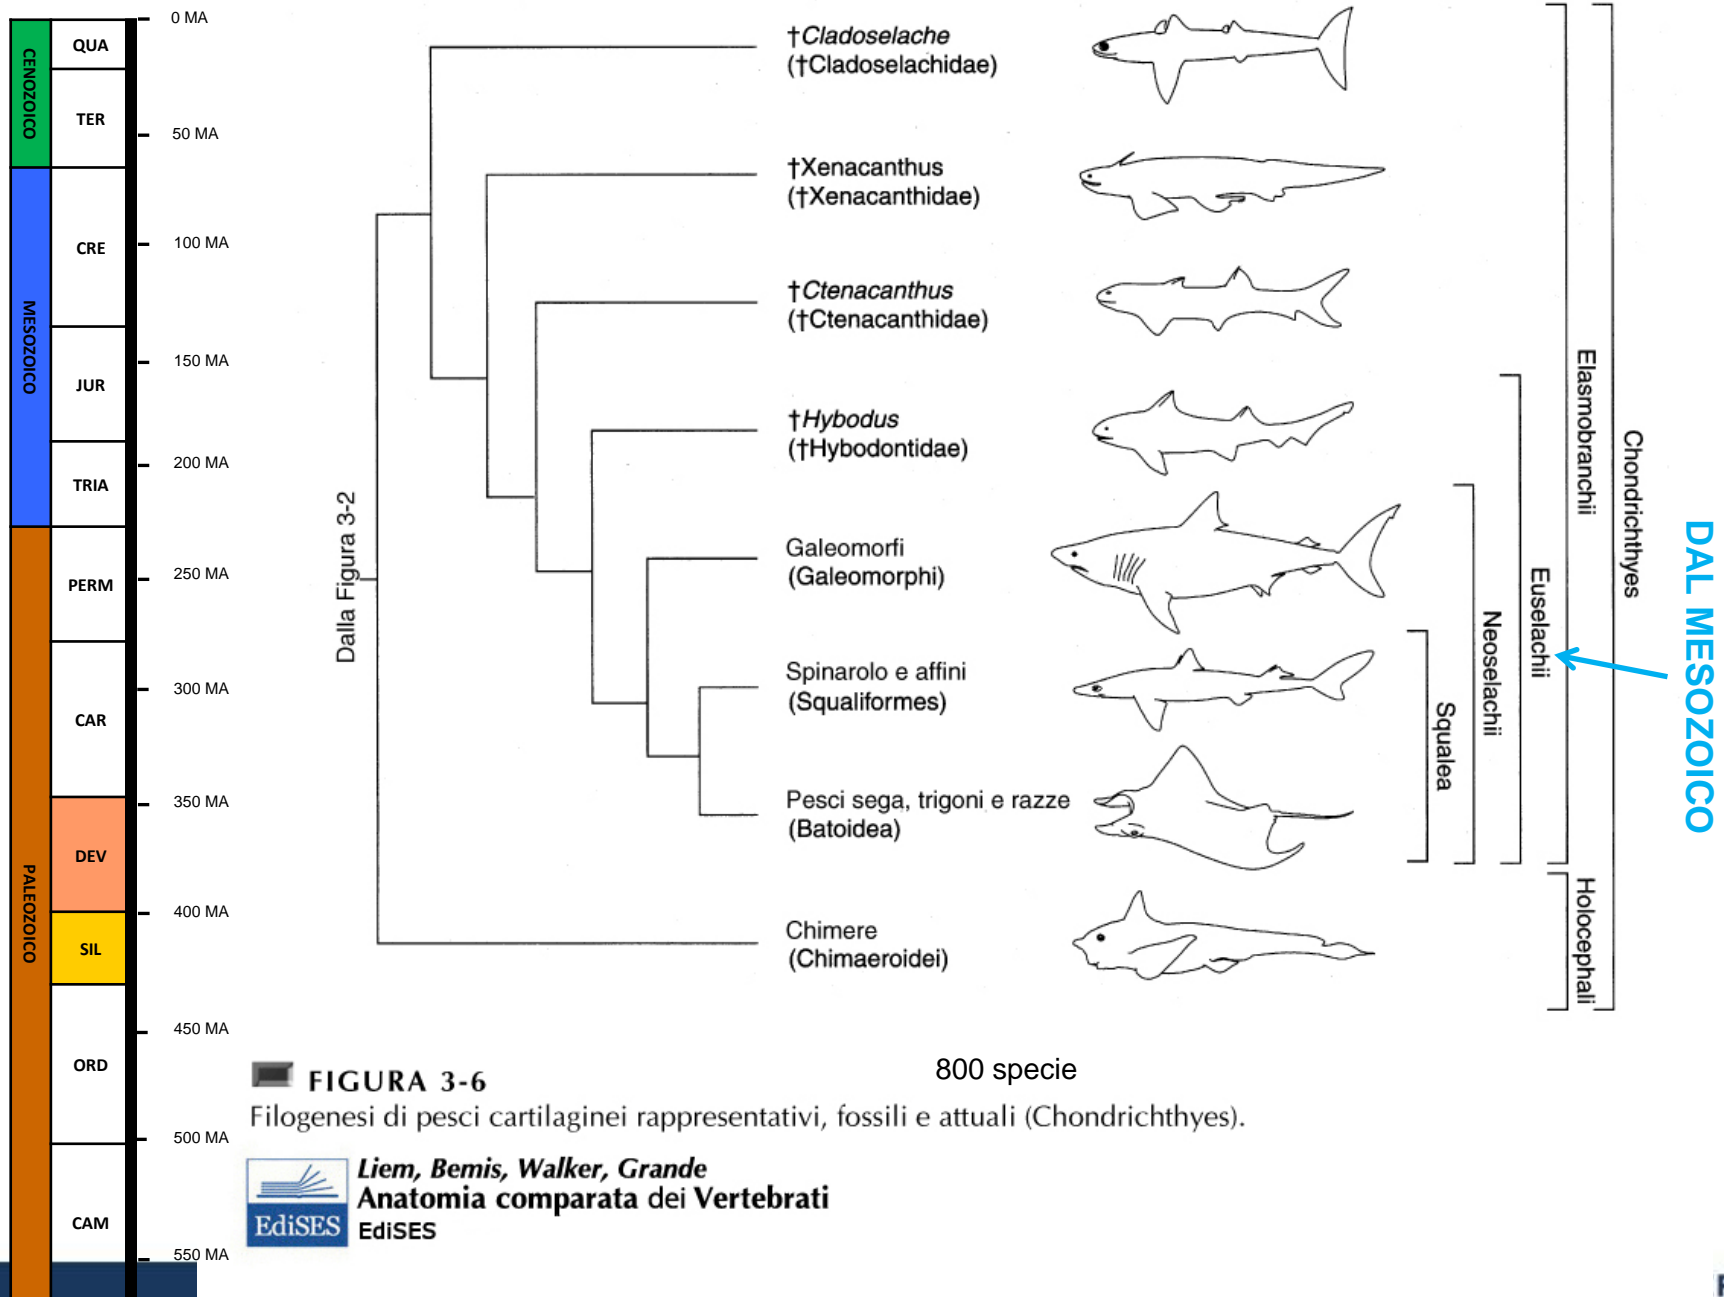 CENOZOICO
MESOZOICO
PALEOZOICO
QUA
TER
CRE
JUR
TRIA
PERM
CAR
DEV
SIL
ORD
CAM
0 MA
50 MA
100 MA
150 MA
200 MA
250 MA
300 MA
350 MA
400 MA
450 MA
500 MA
550 MA
Dalla Figura 3-2
†Cladoselache
(†Cladoselachidae)
†Xenacanthus
(†Xenacanthidae)
†Ctenacanthus
(†Ctenacanthidae)
†Hybodus
(†Hybodontidae)
Galeomorfi
(Galeomorphi)
Spinarolo e affini
(Squaliformes)
Pesci sega, trigoni e razze
(Batoidea)
Chimere
(Chimaeroidei)
Squalea
Neoselachii
Euselachii
Elasmobranchii
Holocephali
Chondrichthyes
DAL MESOZOICO
800 specie
FIGURA 3-6
Filogenesi di pesci cartilaginei rappresentativi, fossili e attuali (Chondrichthyes).
EdiSES
Liem, Bemis, Walker, Grande
Anatomia comparata dei Vertebrati
EdiSES